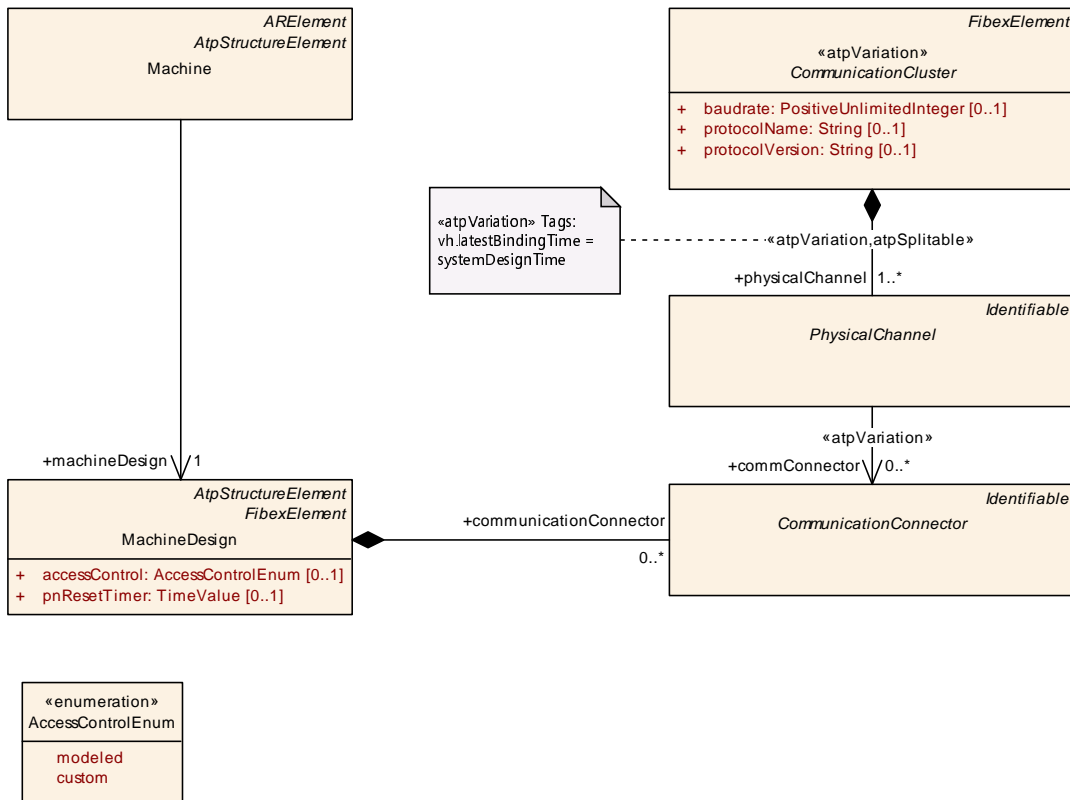 ARElement
AtpStructureElement
Machine
FibexElement
«atpVariation»
CommunicationCluster
+ baudrate: PositiveUnlimitedInteger [0..1]
+ protocolName: String [0..1]
+ protocolVersion: String [0..1]
«atpVariation» Tags:
vh.latestBindingTime =
systemDesignTime
«atpVariation,atpSplitable»
+physicalChannel 1..*
Identifiable
PhysicalChannel
«atpVariation»
+commConnector 0..*
+machineDesign 1
AtpStructureElement
FibexElement
MachineDesign
+ accessControl: AccessControlEnum [0..1]
+ pnResetTimer: TimeValue [0..1]
+communicationConnector
0..*
Identifiable
CommunicationConnector
«enumeration»
AccessControlEnum
modeled
custom